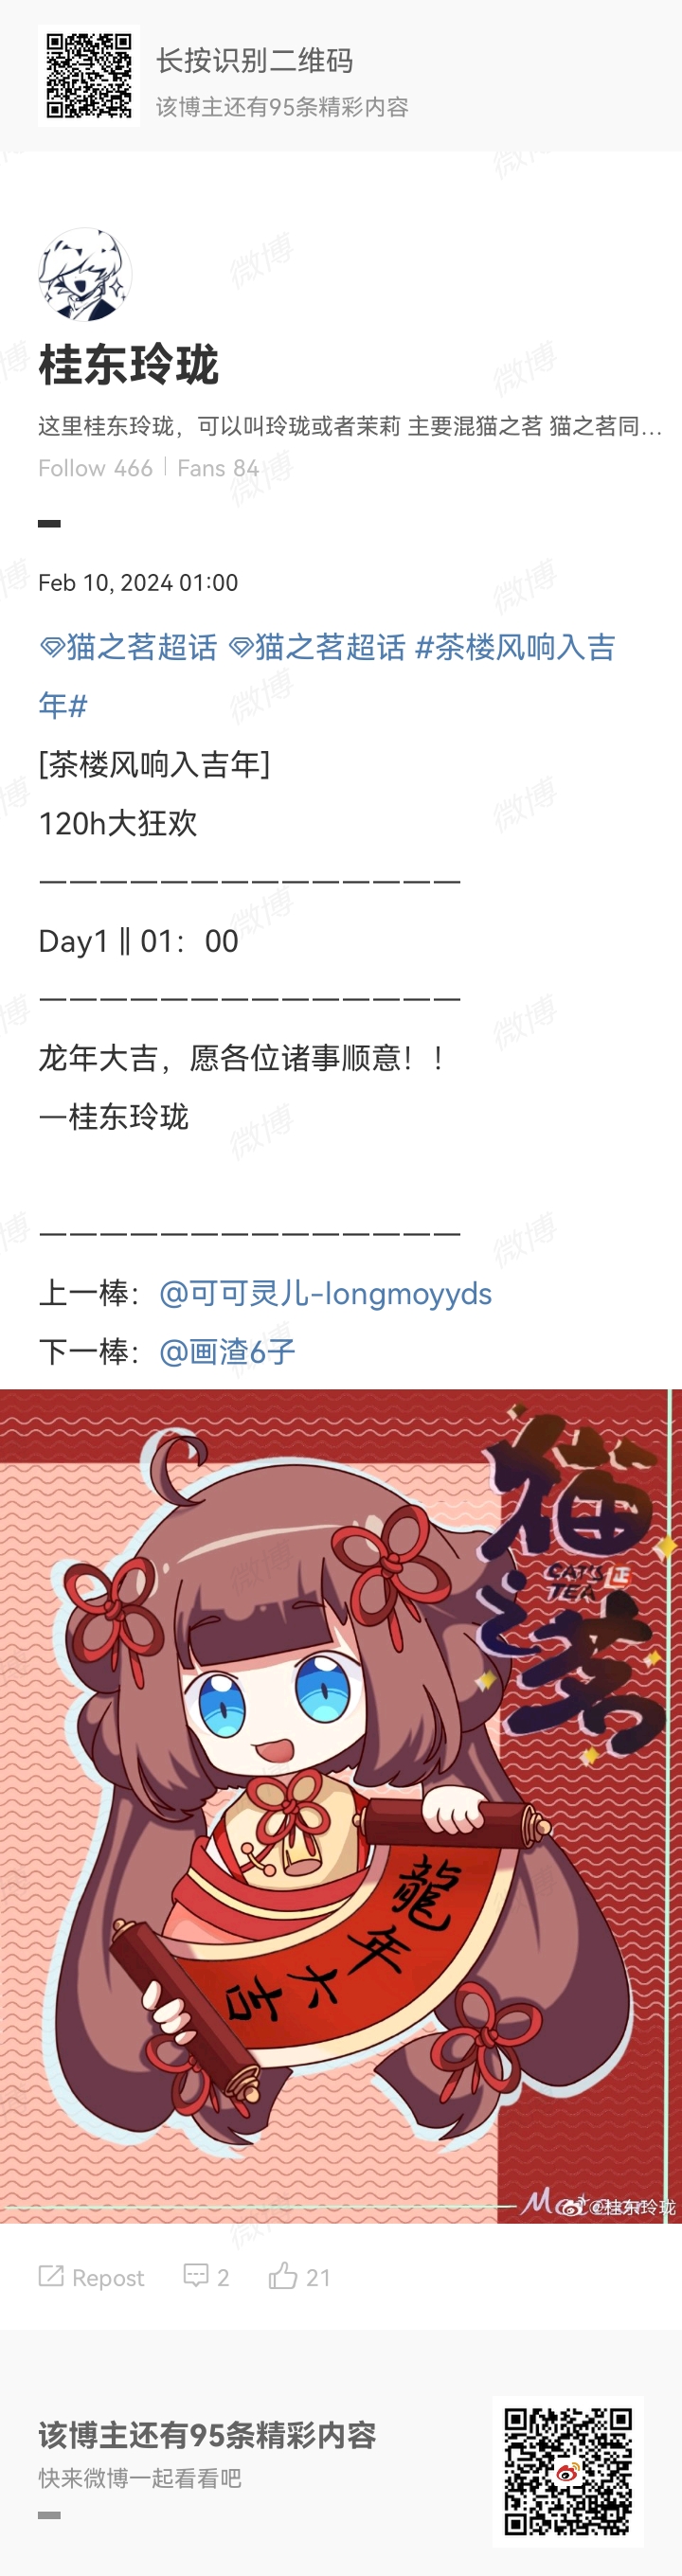 长按识别二维码
该博主还有95条精彩内容
桂东玲珑
这里桂东玲珑，可以叫玲珑或者茉莉 主要混猫之茗 猫之茗同...
Follow 466 | Fans 84
Feb 10, 2024 01:00
猫之茗超话 猫之茗超话 #茶楼风响入吉
年#
[茶楼风响入吉年]
120h大狂欢
——————————————
Day1 || 01：00
——————————————
龙年大吉，愿各位诸事顺意！！
—桂东玲珑
——————————————
上一棒：@可可灵儿-longmoyyds
下一棒：@画渣6子
猫之茗
CAT'S
TEA
龍年大吉
@桂东玲珑
Repost 2 21
该博主还有95条精彩内容
快来微博一起看看吧
微博